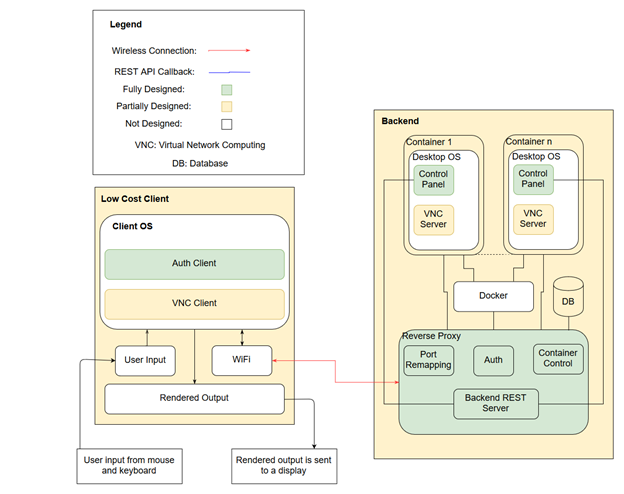 Legend
Wireless Connection:
REST API Callback:
Fully Designed:
Partially Designed:
Not Designed:
VNC: Virtual Network Computing
DB: Database
Low Cost Client
Client OS
Auth Client
VNC Client
User Input
WiFi
Rendered Output
User input from mouse
and keyboard
Rendered output is sent
to a display
Backend
Container 1
Desktop OS
Control
Panel
VNC
Server
Container n
Desktop OS
Control
Panel
VNC
Server
Docker
DB
Reverse Proxy
Port
Remapping
Auth
Container
Control
Backend REST
Server